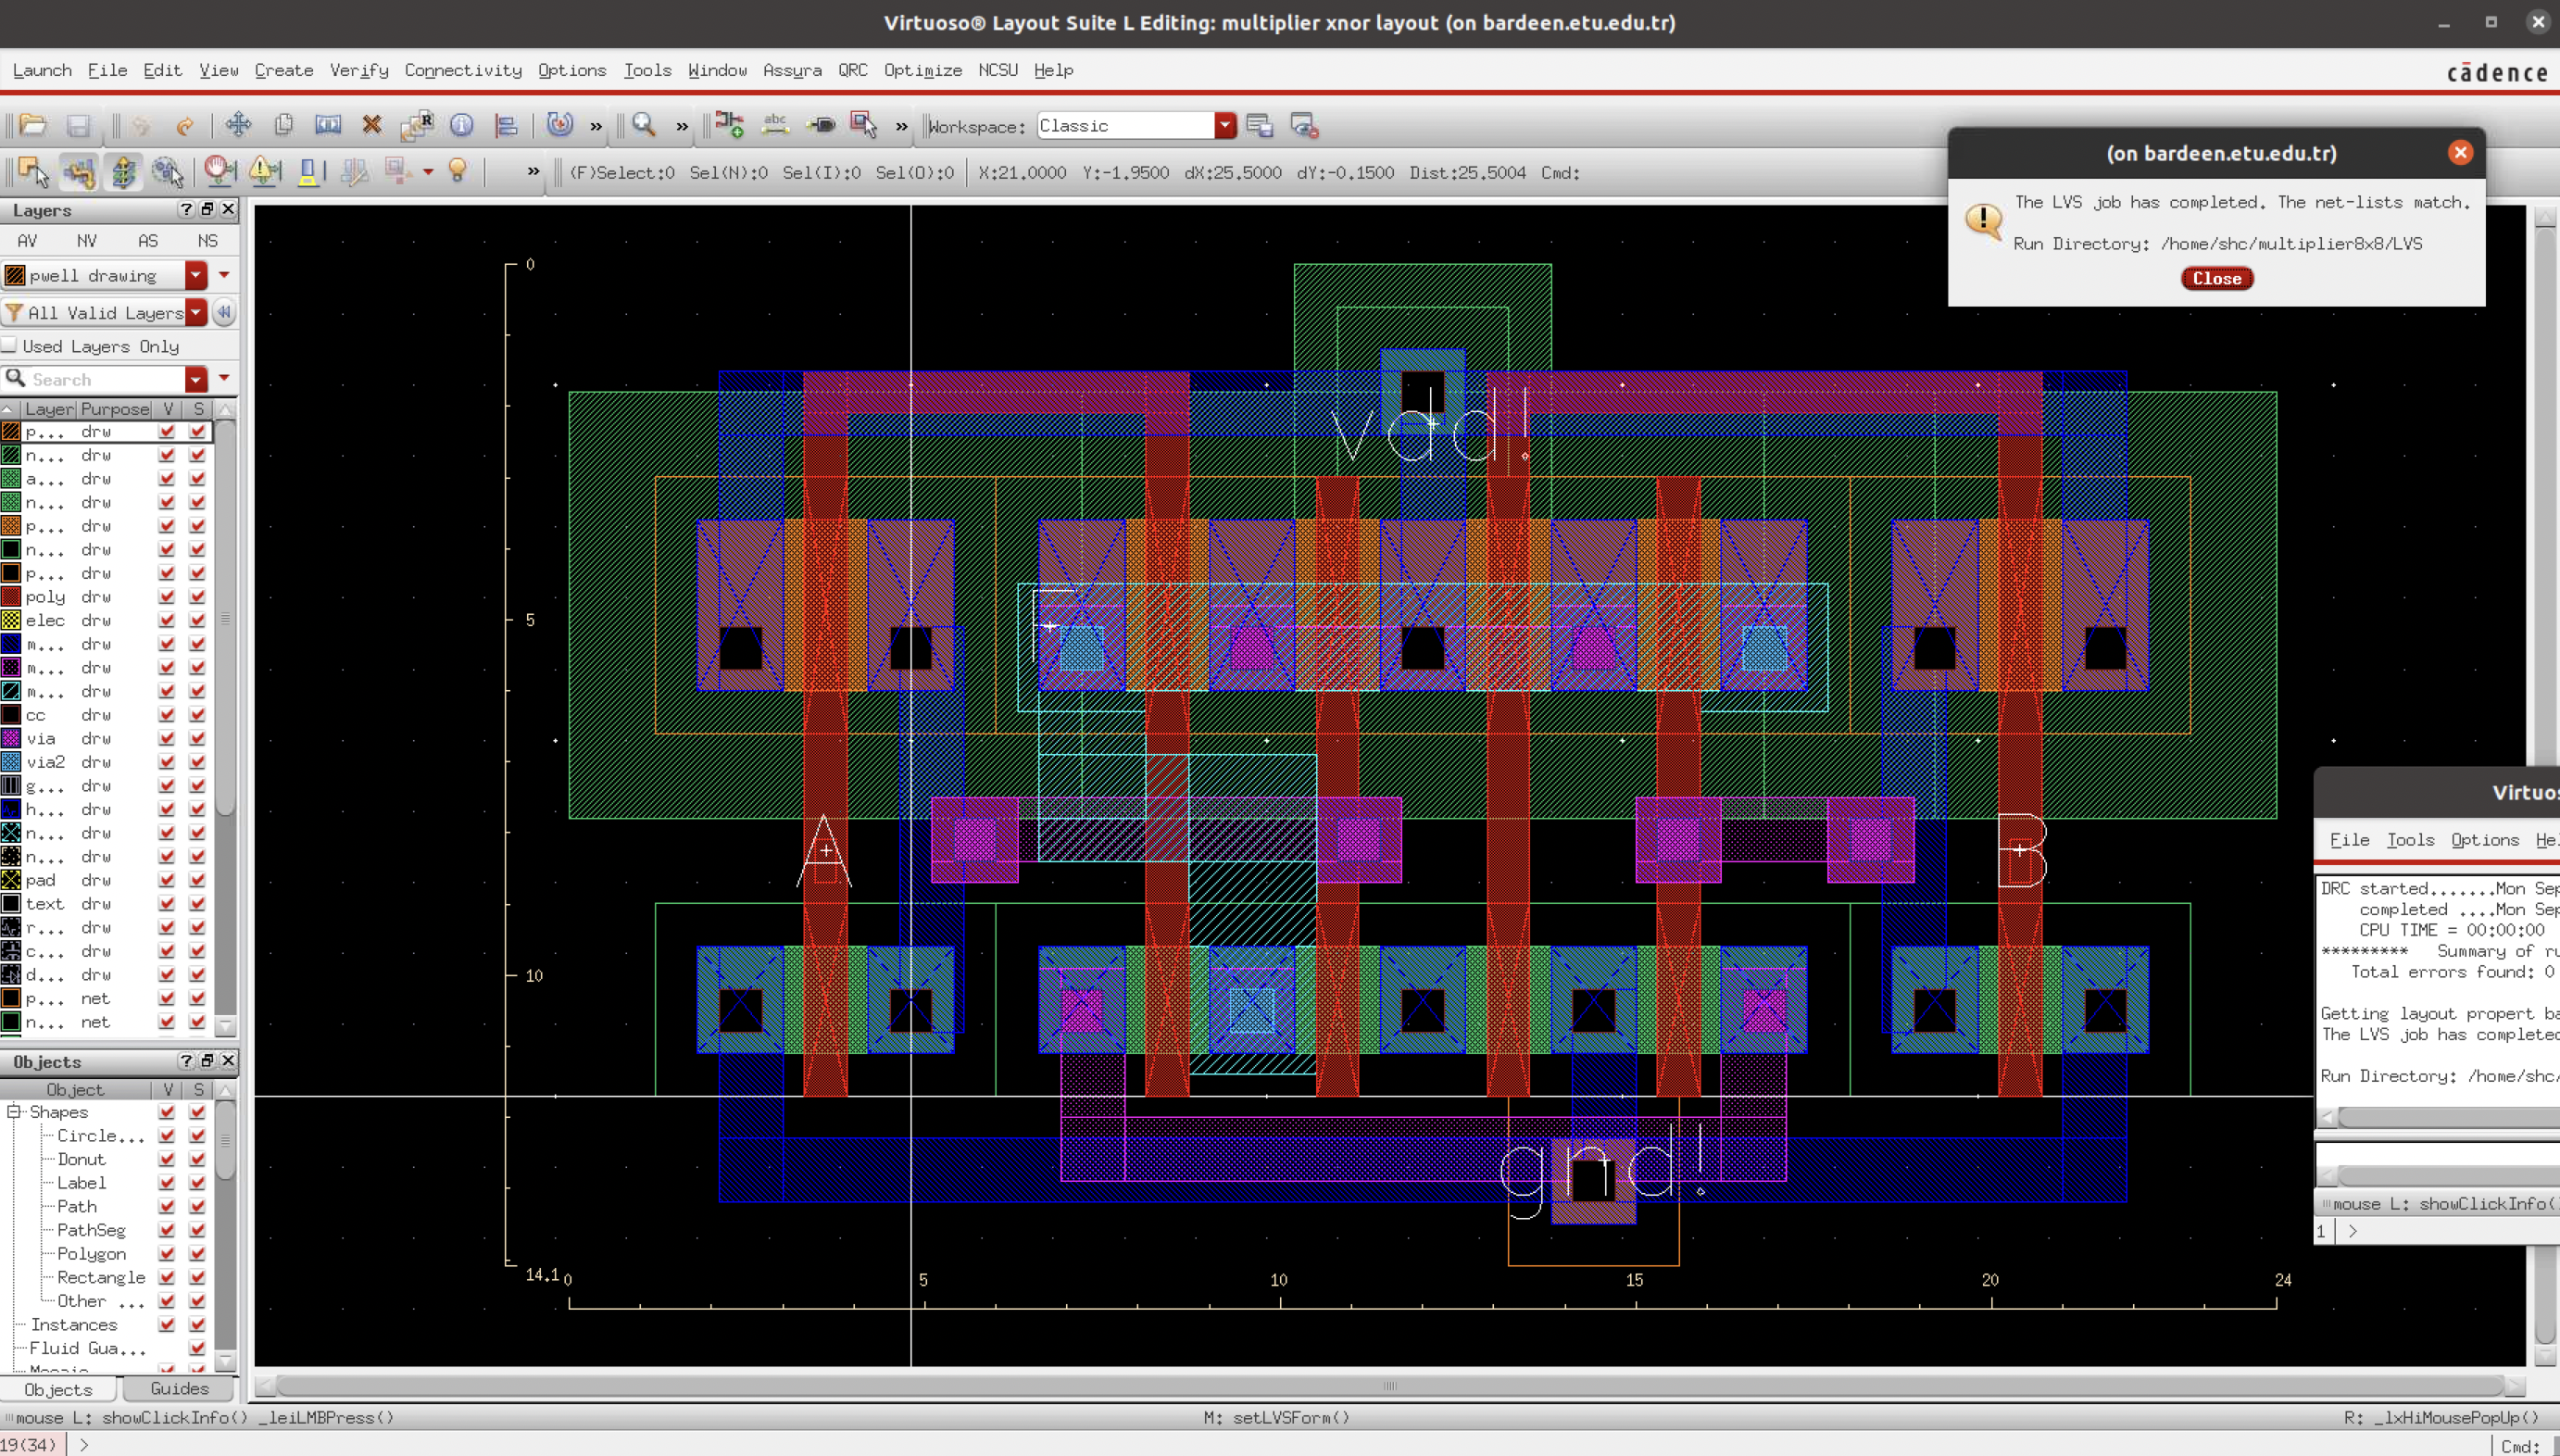 Virtuoso® Layout Suite L Editing: multiplier xnor layout (on bardeen.etu.edu.tr)
Launch File Edit View Create Verify Connectivity Options Tools Window Assura QRC Optimize NCSU Help
cādence
Workspace: Classic
(F)Select:0 Sel(N):0 Sel(I):0 Sel(O):0 X:21.0000 Y:-1.9500 dX:25.5000 dY:-0.1500 Dist:25.5004 Cmd:
(on bardeen.etu.edu.tr)
The LVS job has completed. The net-lists match.
Run Directory: /home/shc/multiplier8x8/LVS
Close
Layers
AV NV AS NS
pwell drawing
All Valid Layers
Used Layers Only
Search
Layer Purpose V S
p... drw
n... drw
a... drw
n... drw
p... drw
n... drw
p... drw
poly drw
elec drw
m... drw
m... drw
m... drw
cc drw
via drw
via2 drw
g... drw
h... drw
n... drw
n... drw
pad drw
text drw
r... drw
c... drw
d... drw
p... net
n... net
Objects
Object V S
Shapes
Circle...
Donut
Label
Path
PathSeg
Polygon
Rectangle
Other ...
Instances
Fluid Gua...
Mosaic
Objects Guides
0
vdd!
5
F
A
B
10
gnd!
14.1
0 5 10 15 20 24
Virtuos
File Tools Options Hel
DRC started.......Mon Sep
completed ....Mon Sep
CPU TIME = 00:00:00
********* Summary of ru
Total errors found: 0
Getting layout propert ba
The LVS job has completed
Run Directory: /home/shc/
mouse L: showClickInfo(
1 >
mouse L: showClickInfo() _leiLMBPress()
M: setLVSForm()
R: _lxHiMousePopUp()
19(34) >
Cmd: